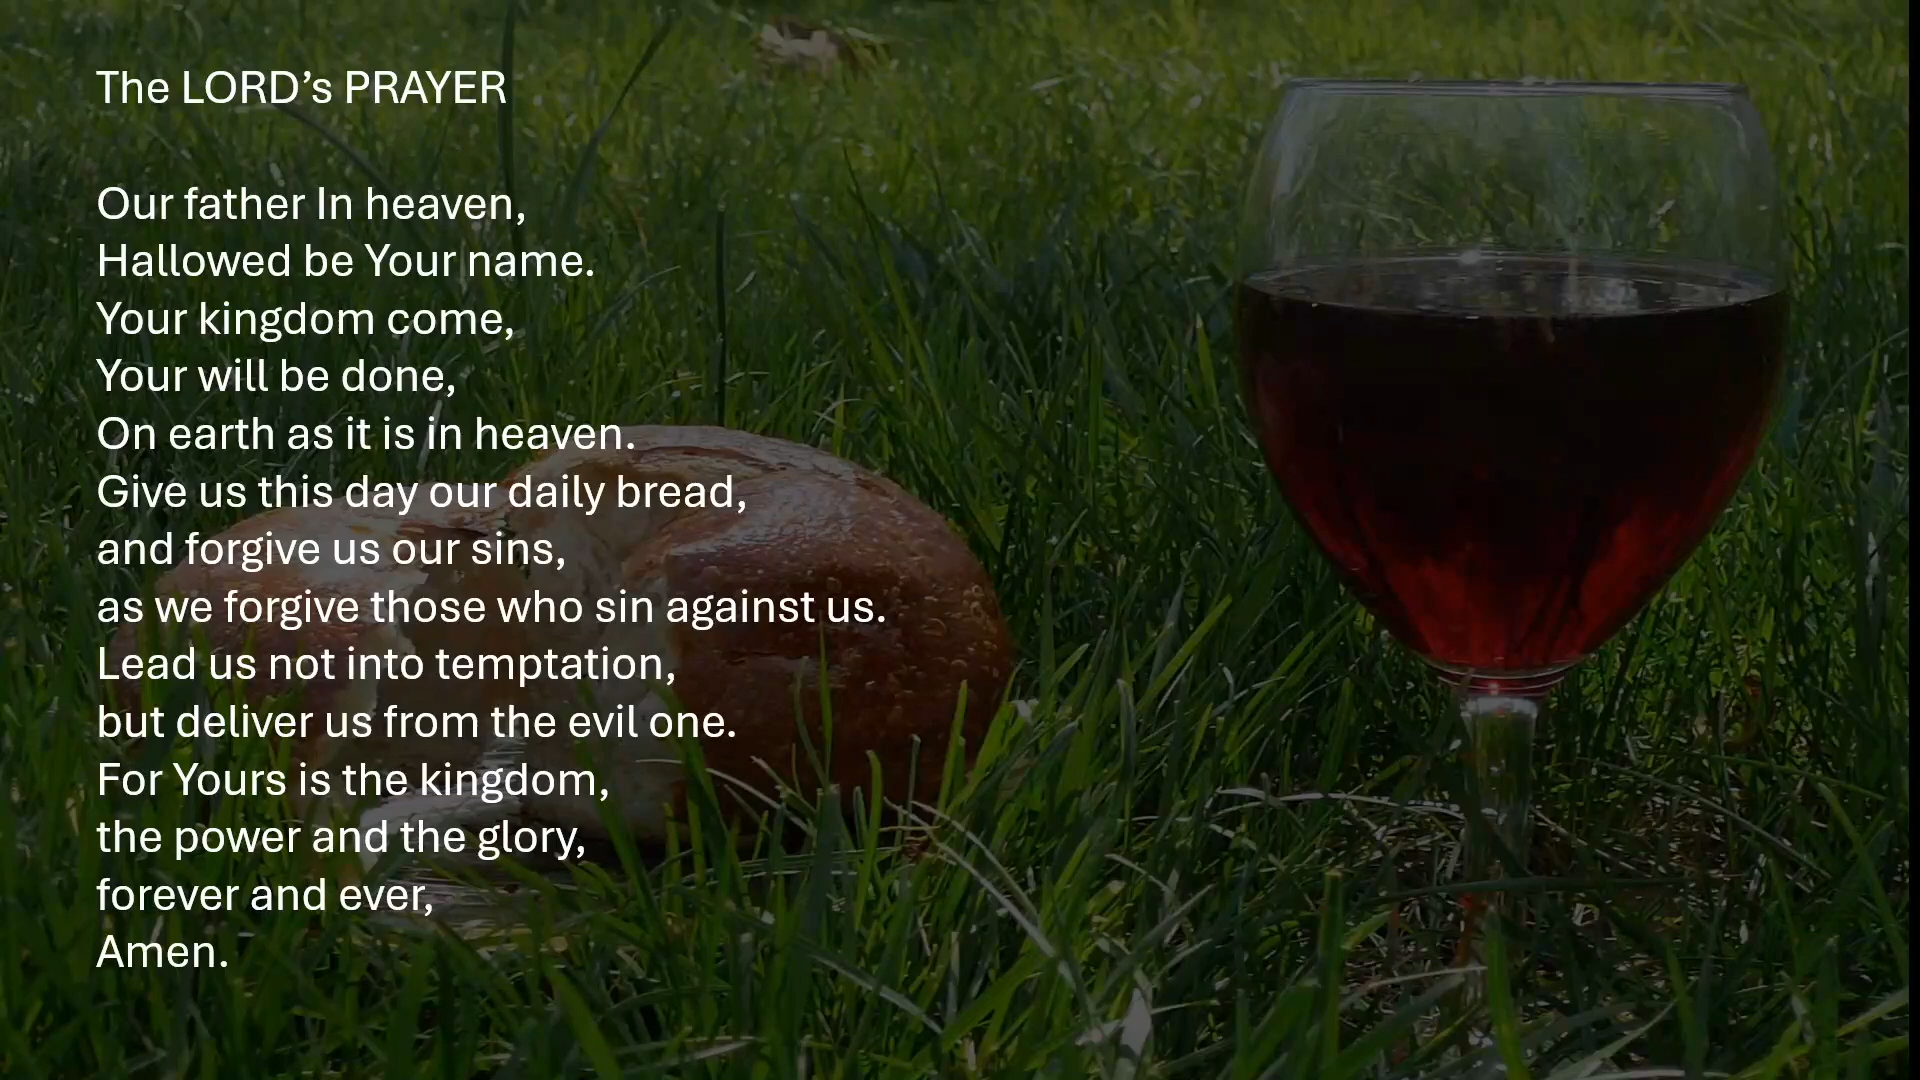 The LORD’s PRAYER
Our father In heaven,
Hallowed be Your name.
Your kingdom come,
Your will be done,
On earth as it is in heaven.
Give us this day our daily bread,
and forgive us our sins,
as we forgive those who sin against us.
Lead us not into temptation,
but deliver us from the evil one.
For Yours is the kingdom,
the power and the glory,
forever and ever,
Amen.